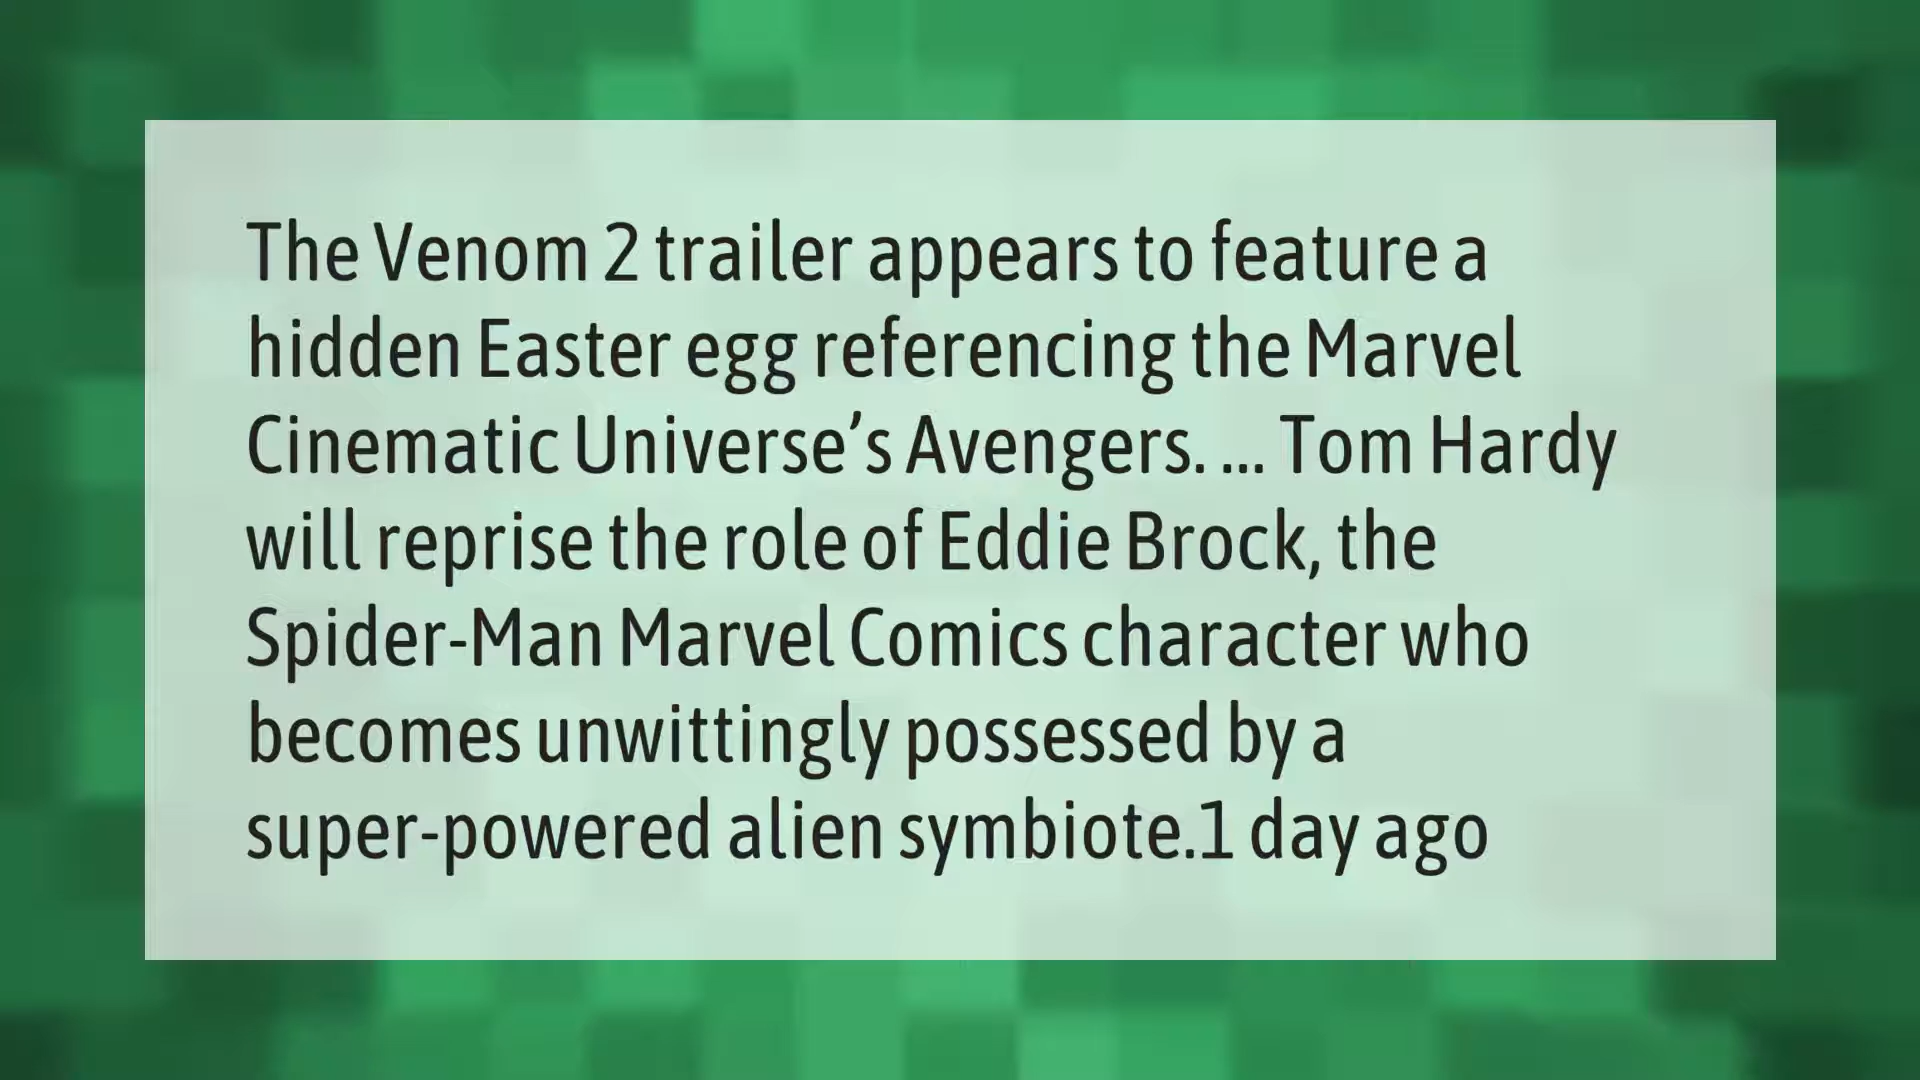 The Venom 2 trailer appears to feature a
hidden Easter egg referencing the Marvel
Cinematic Universe’s Avengers. ... Tom Hardy
will reprise the role of Eddie Brock, the
Spider-Man Marvel Comics character who
becomes unwittingly possessed by a
super-powered alien symbiote.1 day ago